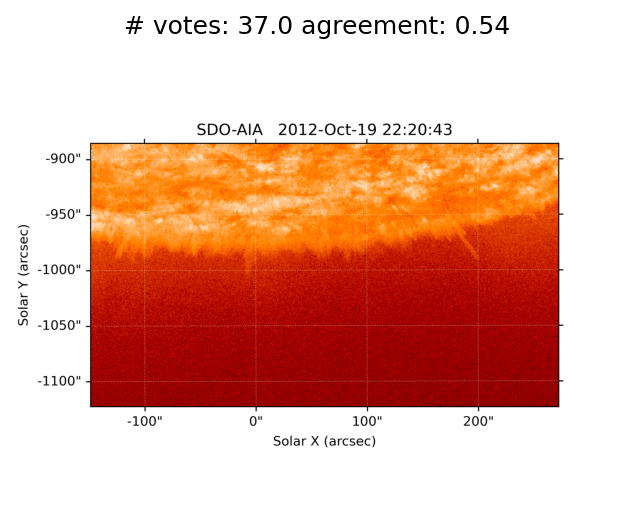 # votes: 37.0 agreement: 0.54
SDO-AIA 2012-Oct-19 22:20:43
-900"
-950"
-1000"
-1050"
-1100"
Solar Y (arcsec)
-100" 0" 100" 200"
Solar X (arcsec)